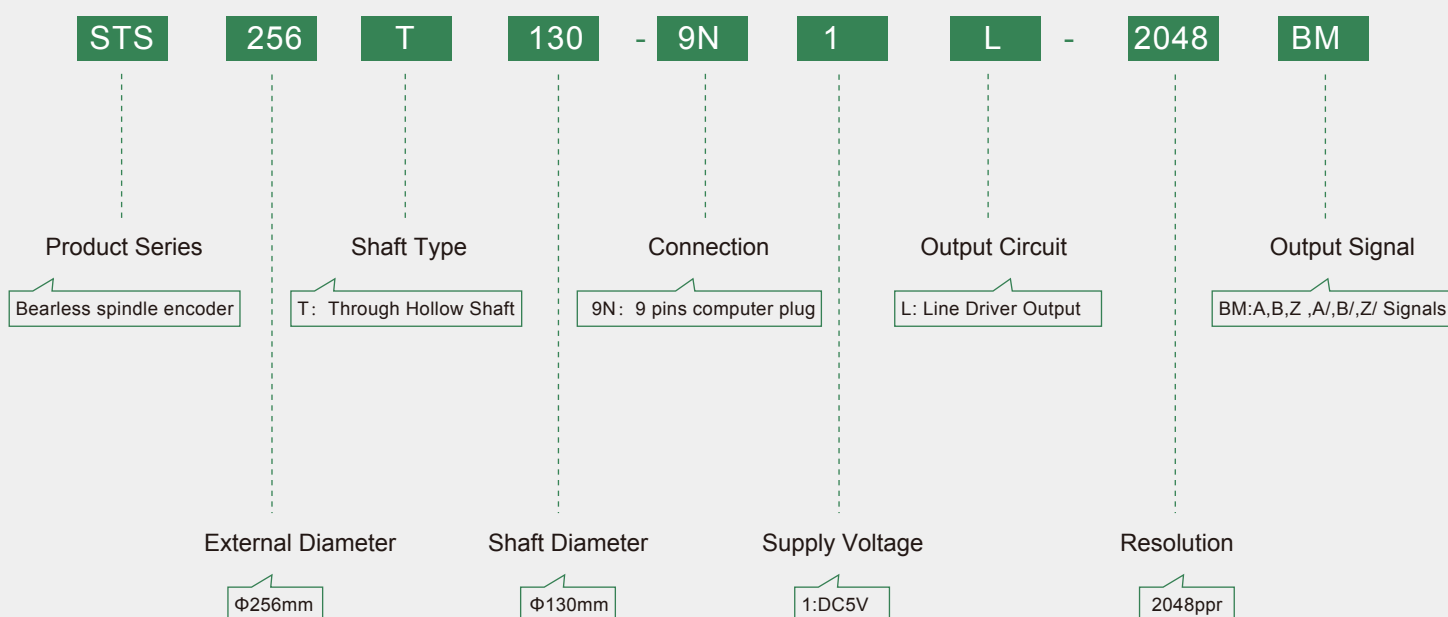 STS 256 T 130 - 9N 1 L - 2048 BM
Product Series Shaft Type Connection Output Circuit Output Signal
Bearless spindle encoder T: Through Hollow Shaft 9N: 9 pins computer plug L: Line Driver Output BM:A,B,Z ,A/,B/,Z/ Signals
External Diameter Shaft Diameter Supply Voltage Resolution
Φ256mm Φ130mm 1:DC5V 2048ppr